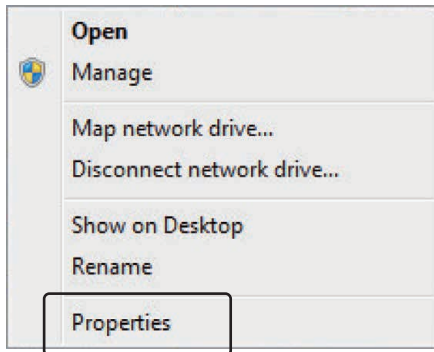 Open
Manage
Map network drive...
Disconnect network drive...
Show on Desktop
Rename
Properties